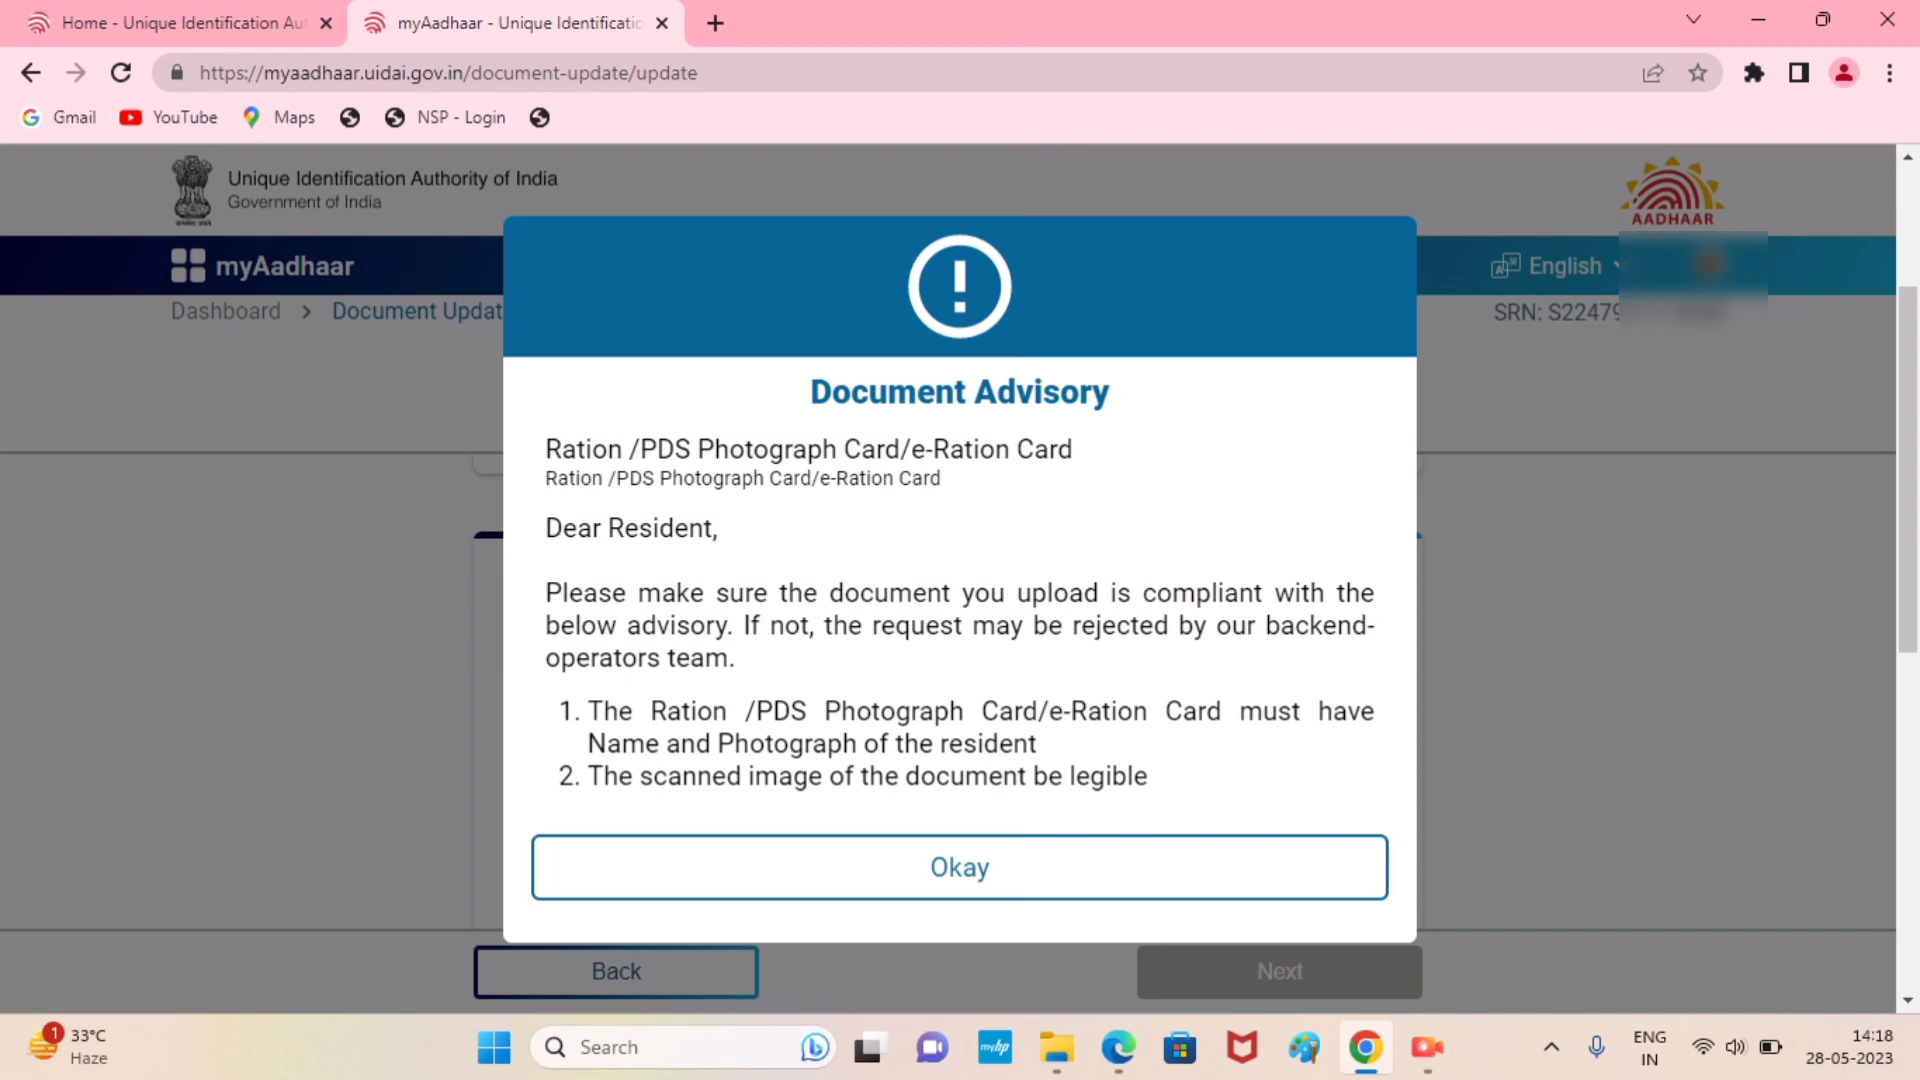 Home - Unique Identification Au
myAadhaar - Unique Identificatio
https://myaadhaar.uidai.gov.in/document-update/update
Gmail
YouTube
Maps
NSP - Login
Unique Identification Authority of India
Government of India
AADHAAR
myAadhaar
English
Dashboard > Document Updat
SRN: S22479
Document Advisory
Ration /PDS Photograph Card/e-Ration Card
Ration /PDS Photograph Card/e-Ration Card
Dear Resident,
Please make sure the document you upload is compliant with the
below advisory. If not, the request may be rejected by our backend-
operators team.
1. The Ration /PDS Photograph Card/e-Ration Card must have
Name and Photograph of the resident
2. The scanned image of the document be legible
Okay
Back
Next
1
33°C
Haze
Search
myhp
ENG
IN
14:18
28-05-2023